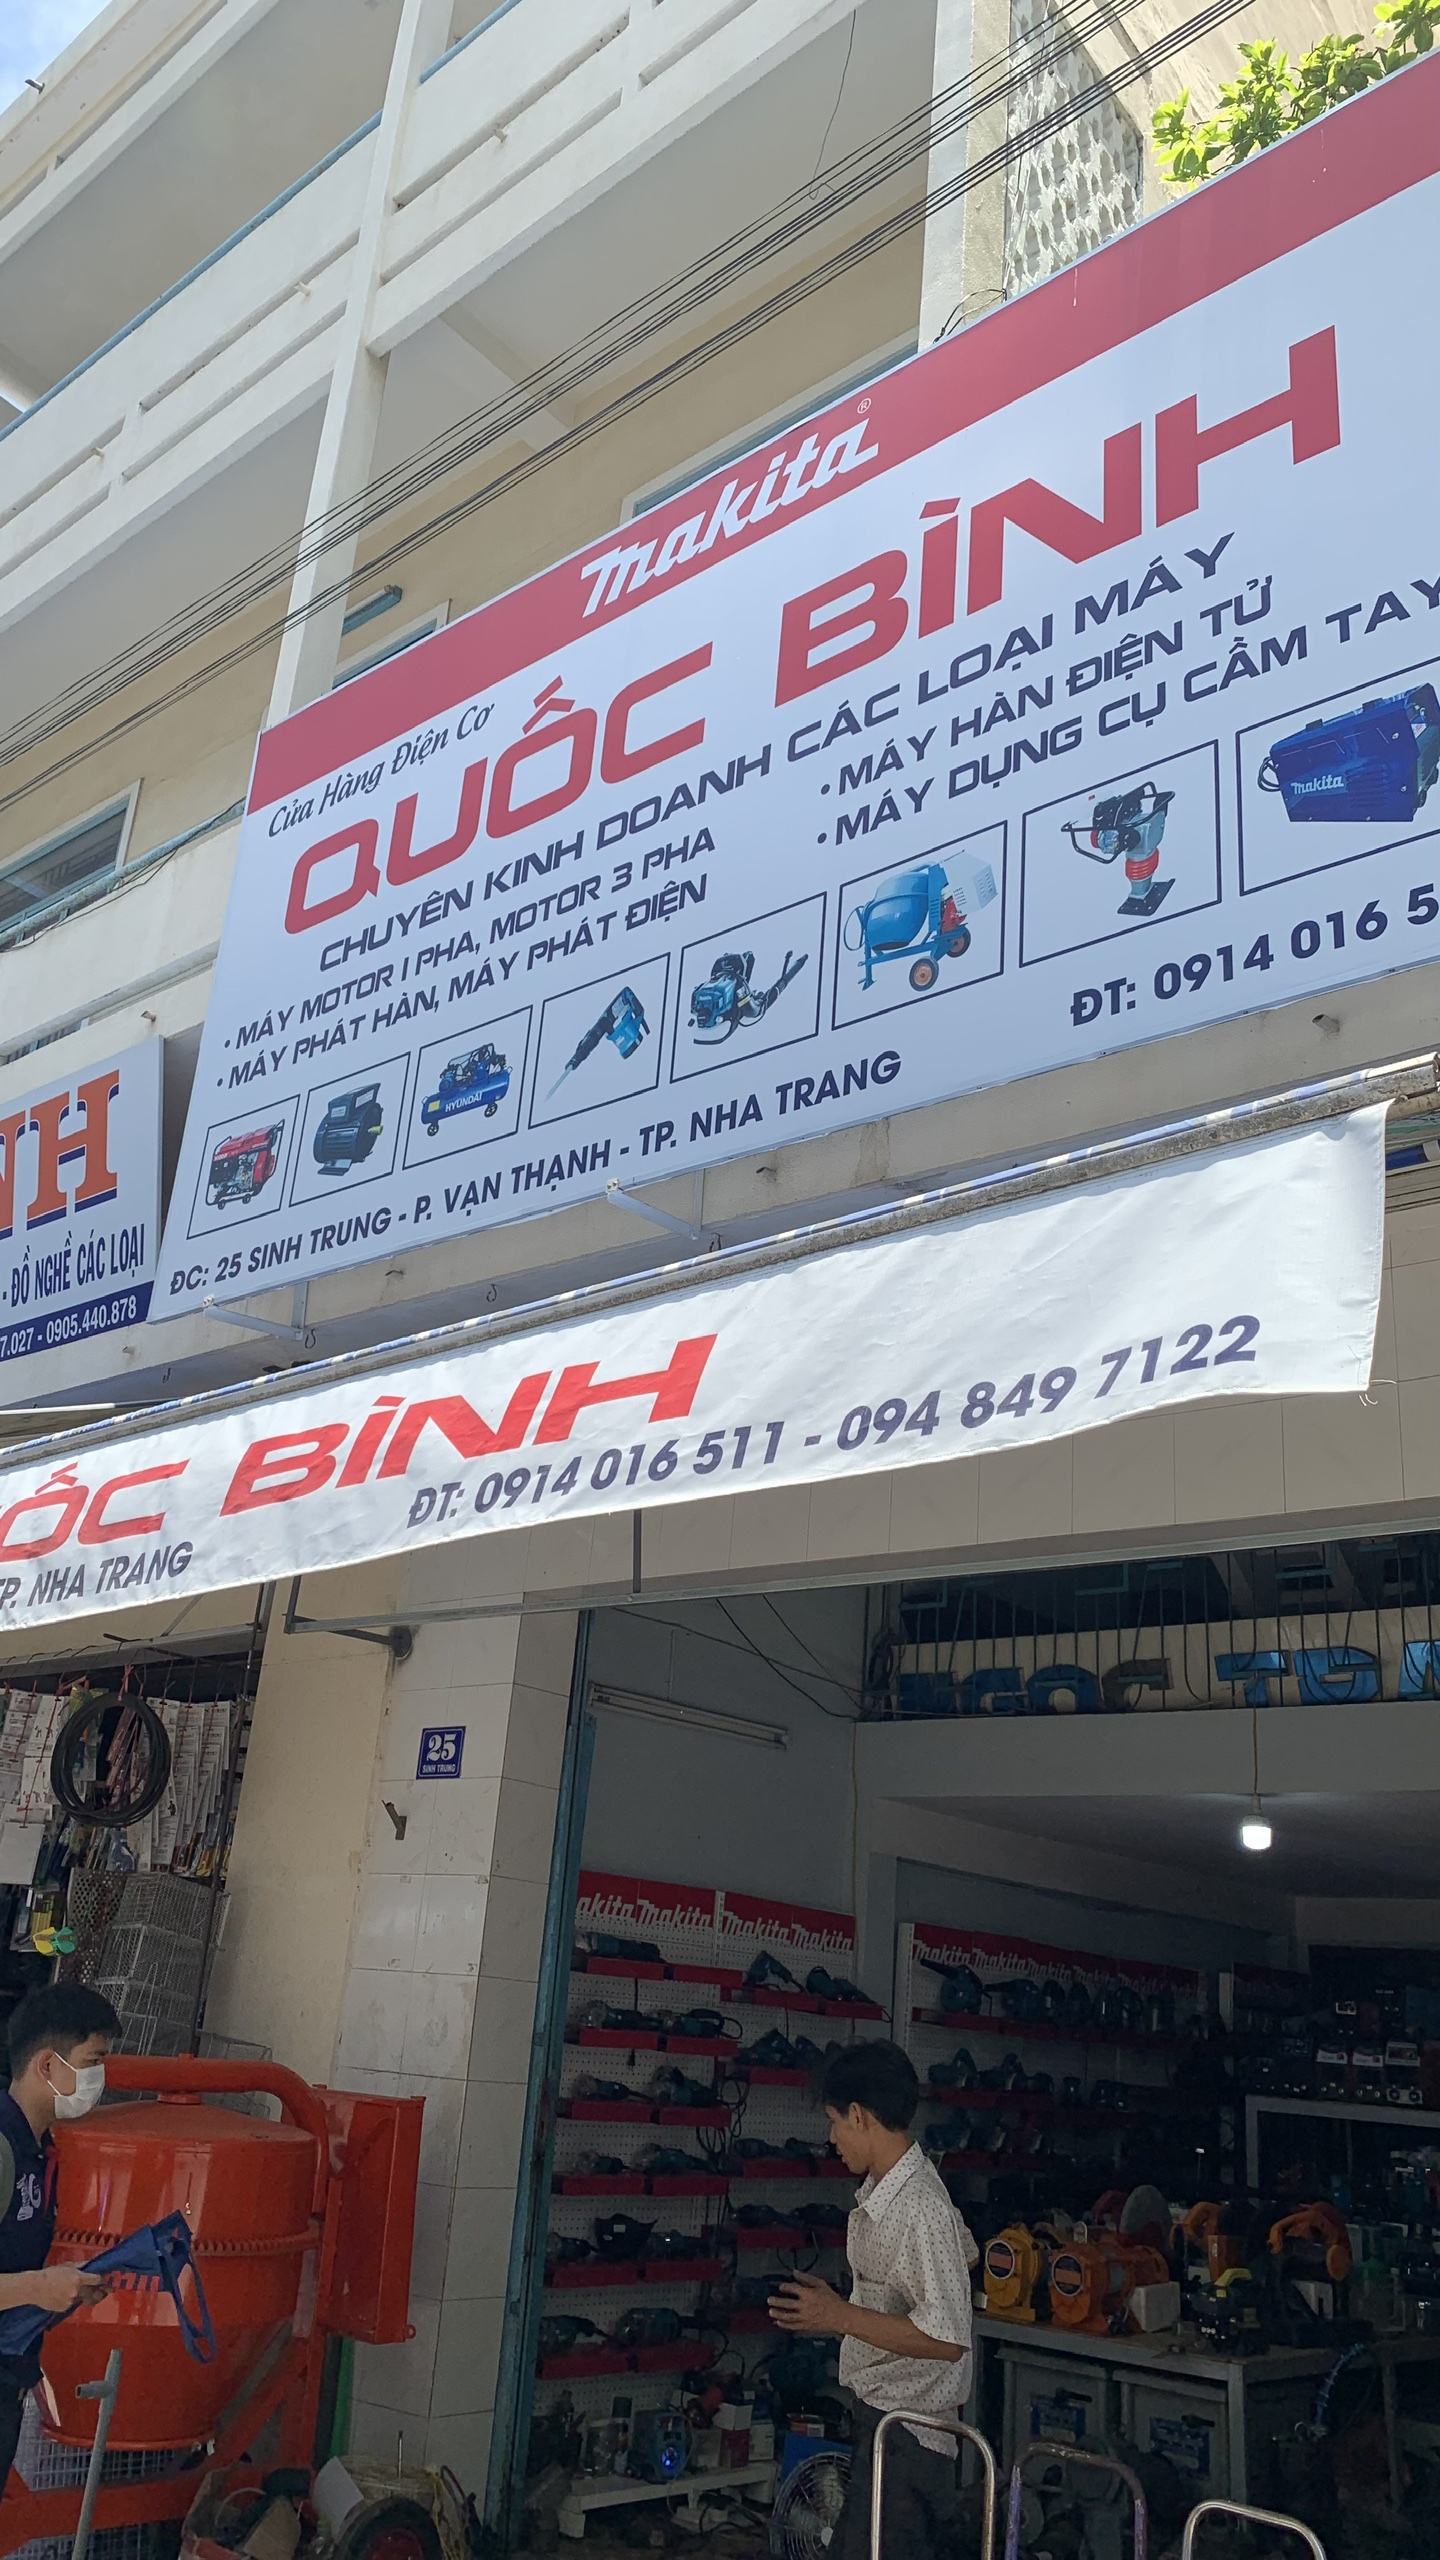 makita®
Cửa Hàng Điện Cơ
QUỐC BÌNH
CHUYÊN KINH DOANH CÁC LOẠI MÁY
• MÁY MOTOR 1 PHA, MOTOR 3 PHA
• MÁY PHÁT HÀN, MÁY PHÁT ĐIỆN
• MÁY HÀN ĐIỆN TỬ
• MÁY DỤNG CỤ CẦM TAY
HYUNDAI
makita
ĐC: 25 SINH TRUNG - P. VẠN THẠNH - TP. NHA TRANG
ĐT: 0914 016 5
NH
- ĐỒ NGHỀ CÁC LOẠI
7.027 - 0905.440.878
ỐC BÌNH
TP. NHA TRANG
ĐT: 0914 016 511 - 094 849 7122
25
SINH TRUNG
NGỌC
akita makita makita makita
makita makita makita makita